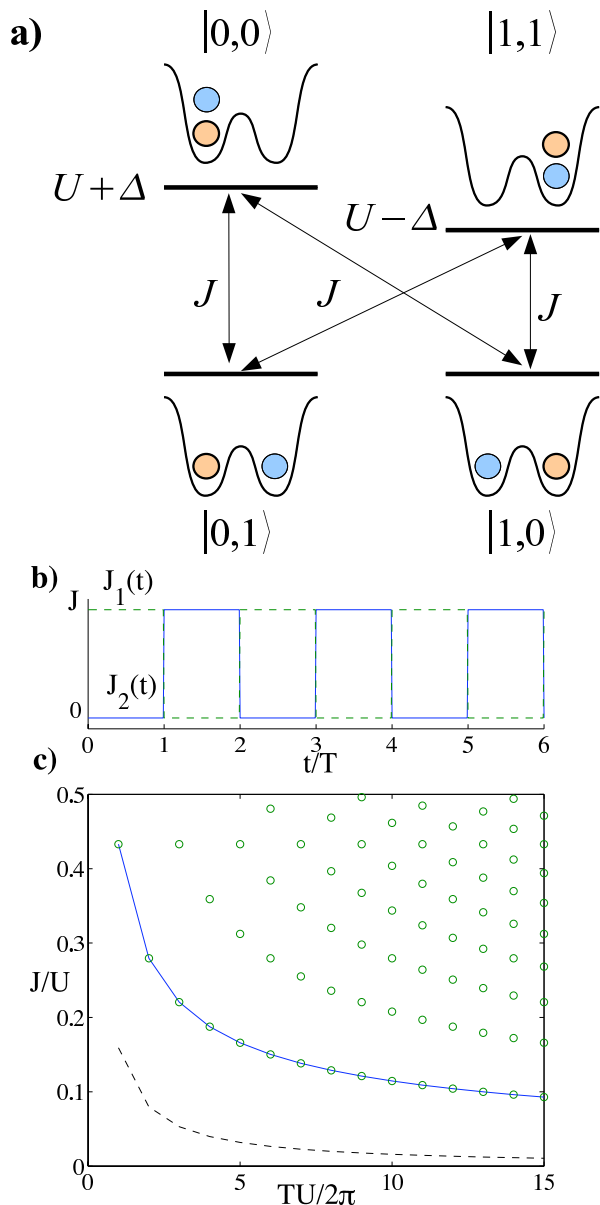 a) |0,0⟩ |1,1⟩
U+Δ
U−Δ
J J J
|0,1⟩ |1,0⟩
b)
J J₁(t)
0 J₂(t)
0 1 2 3 4 5 6
t/T
c)
0.5
0.4
0.3
J/U
0.2
0.1
0
0 5 10 15
TU/2π